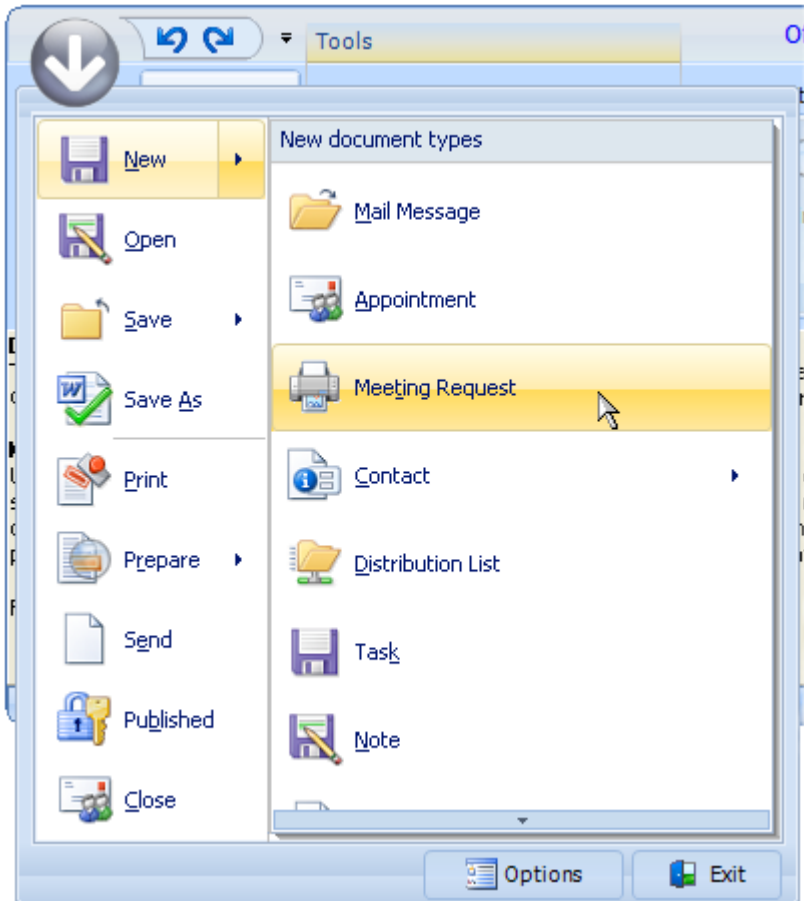 Tools
New
Open
Save
Save As
Print
Prepare
Send
Published
Close
New document types
Mail Message
Appointment
Meeting Request
Contact
Distribution List
Task
Note
Options
Exit